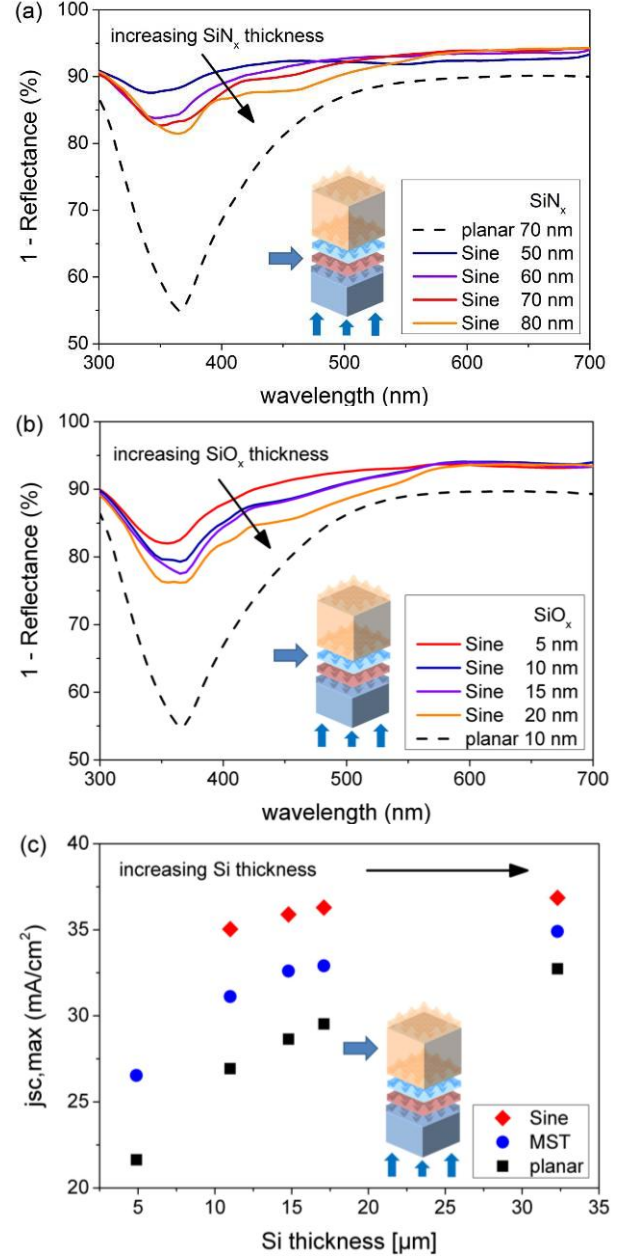 (a)
increasing SiNx thickness
1 - Reflectance (%)
100
90
80
70
60
50
SiNx
planar 70 nm
Sine 50 nm
Sine 60 nm
Sine 70 nm
Sine 80 nm
300 400 500 600 700
wavelength (nm)
(b)
increasing SiOx thickness
1 - Reflectance (%)
100
90
80
70
60
50
SiOx
Sine 5 nm
Sine 10 nm
Sine 15 nm
Sine 20 nm
planar 10 nm
300 400 500 600 700
wavelength (nm)
(c)
increasing Si thickness
jsc,max (mA/cm²)
40
35
30
25
20
Sine
MST
planar
5 10 15 20 25 30 35
Si thickness [µm]